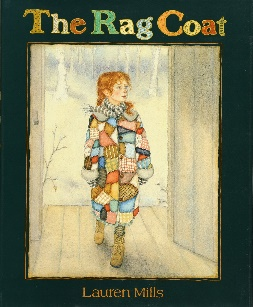 The Rag Coat
Lauren Mills